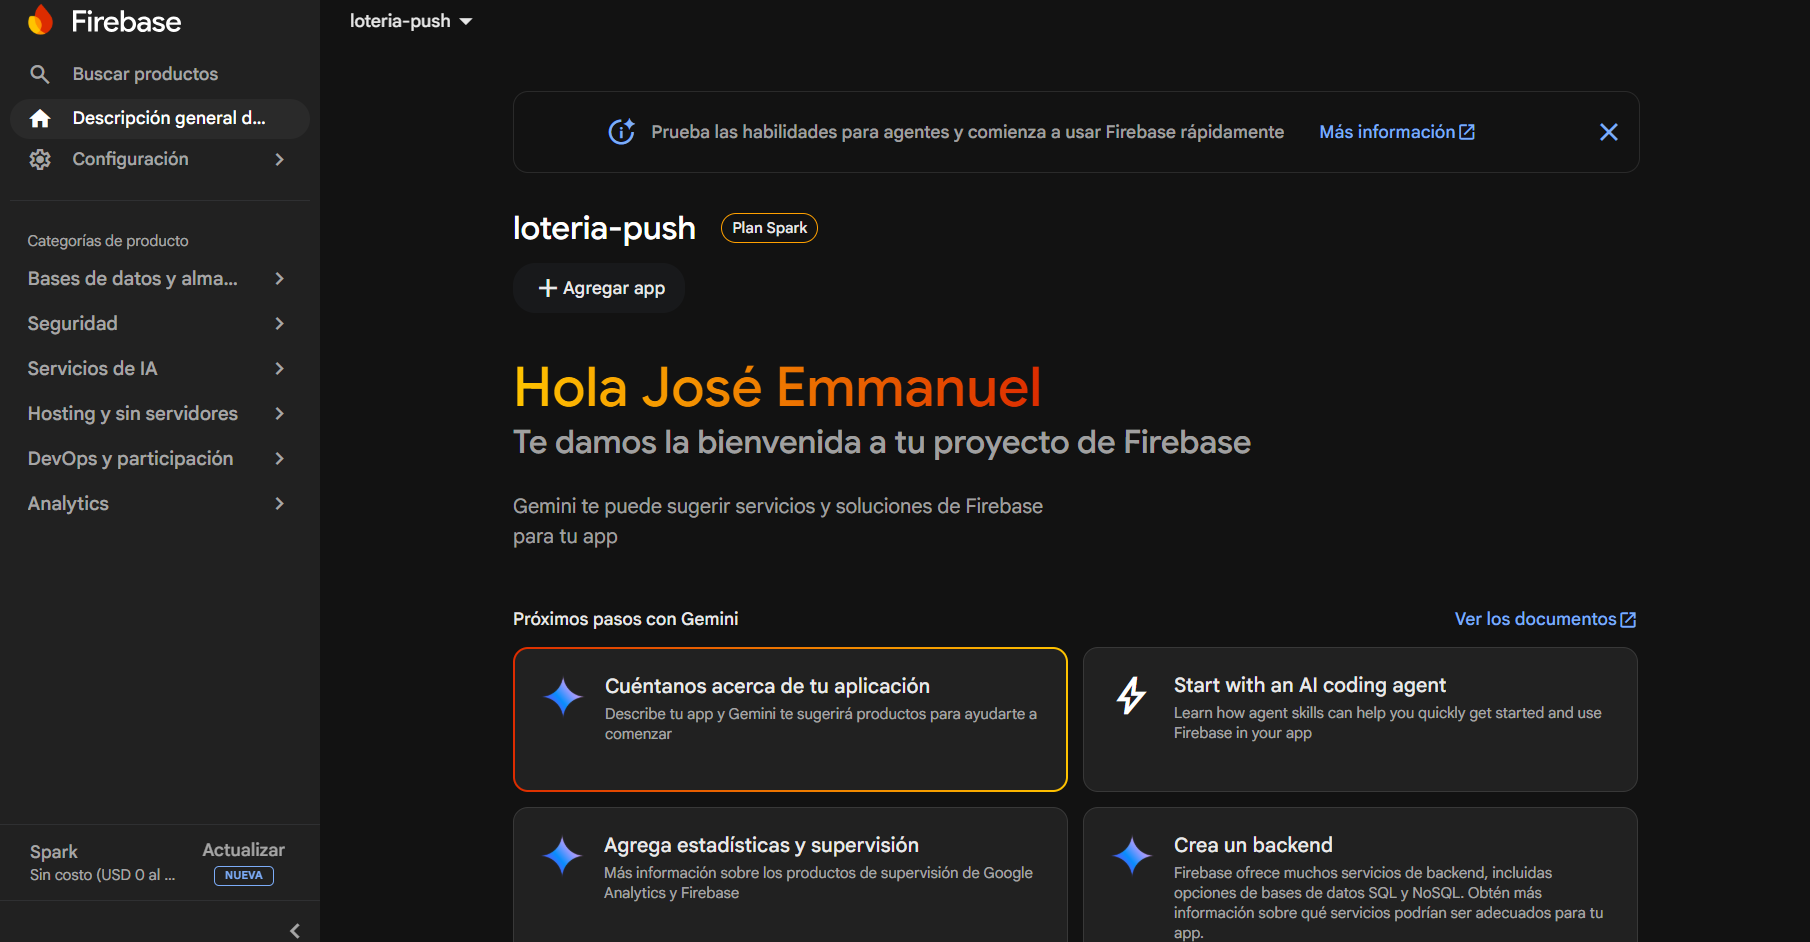 Firebase
Buscar productos
Descripción general d...
Configuración
Categorías de producto
Bases de datos y alma...
Seguridad
Servicios de IA
Hosting y sin servidores
DevOps y participación
Analytics
Spark
Sin costo (USD 0 al ...
Actualizar
NUEVA
loteria-push
Prueba las habilidades para agentes y comienza a usar Firebase rápidamente
Más información
loteria-push
Plan Spark
Agregar app
Hola José Emmanuel
Te damos la bienvenida a tu proyecto de Firebase
Gemini te puede sugerir servicios y soluciones de Firebase
para tu app
Próximos pasos con Gemini
Ver los documentos
Cuéntanos acerca de tu aplicación
Describe tu app y Gemini te sugerirá productos para ayudarte a
comenzar
Start with an AI coding agent
Learn how agent skills can help you quickly get started and use
Firebase in your app
Agrega estadísticas y supervisión
Más información sobre los productos de supervisión de Google
Analytics y Firebase
Crea un backend
Firebase ofrece muchos servicios de backend, incluidas
opciones de bases de datos SQL y NoSQL. Obtén más
información sobre qué servicios podrían ser adecuados para tu
app.